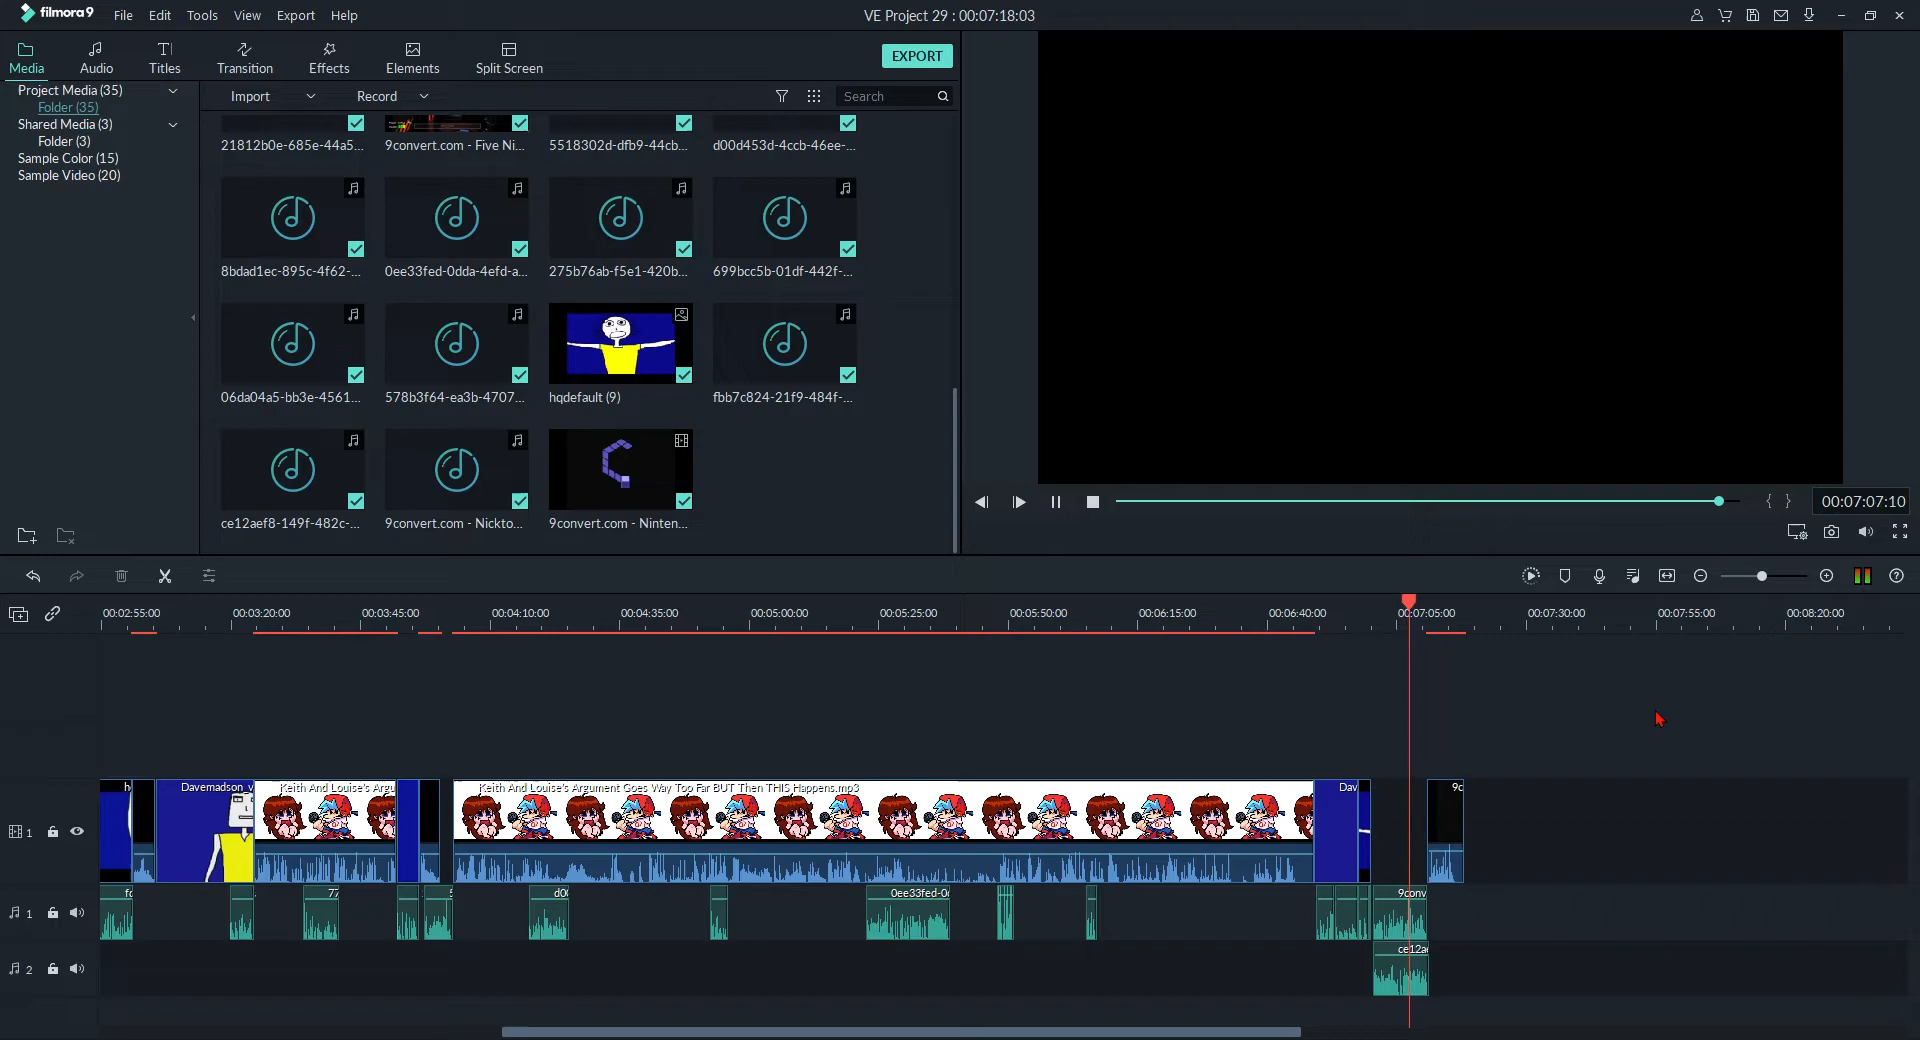 filmora9 File Edit Tools View Export Help VE Project 29 : 00:07:18:03
Media Audio Titles Transition Effects Elements Split Screen EXPORT
Project Media (35)
Folder (35)
Shared Media (3)
Folder (3)
Sample Color (15)
Sample Video (20)
Import Record Search
21812b0e-685e-44a5... 9convert.com - Five Ni... 5518302d-dfb9-44cb... d00d453d-4ccb-46ee-...
8bdad1ec-895c-4f62-... 0ee33fed-0dda-4efd-a... 275b76ab-f5e1-420b... 699bcc5b-01df-442f-...
06da04a5-bb3e-4561... 578b3f64-ea3b-4707... hqdefault (9) fbb7c824-21f9-484f-...
ce12aef8-149f-482c-... 9convert.com - Nickto... 9convert.com - Ninten...
00:07:07:10
00:02:55:00 00:03:20:00 00:03:45:00 00:04:10:00 00:04:35:00 00:05:00:00 00:05:25:00 00:05:50:00 00:06:15:00 00:06:40:00 00:07:05:00 00:07:30:00 00:07:55:00 00:08:20:00
Davemadson_v Keith And Louise's Argu Keith And Louise's Argument Goes Way Too Far BUT Then THIS Happens.mp3 Dav 9c
1
1 77 d00 0ee33fed-0d 9conv
2 ce12ae